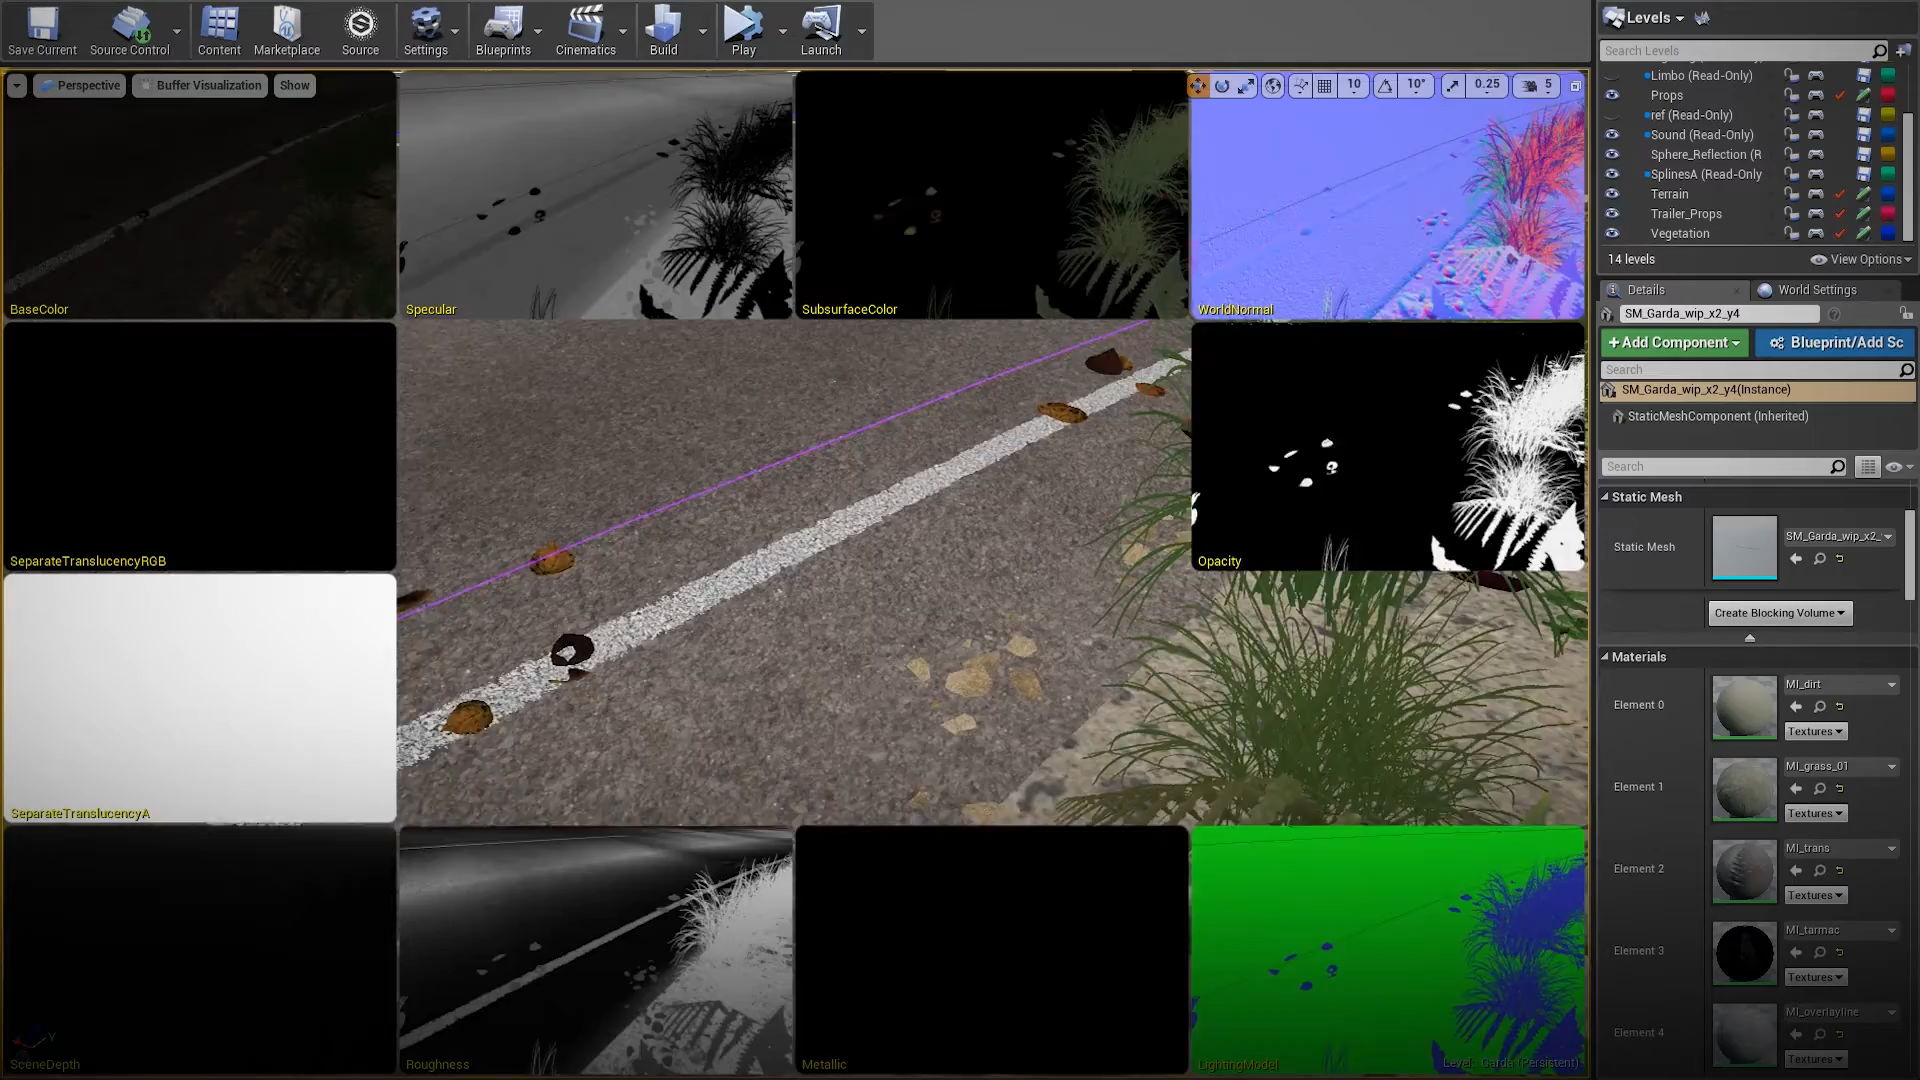 Save Current
Source Control
Content
Marketplace
Source
Settings
Blueprints
Cinematics
Build
Play
Launch
Perspective
Buffer Visualization
Show
10
10°
0.25
5
BaseColor
Specular
SubsurfaceColor
WorldNormal
SeparateTranslucencyRGB
Opacity
SeparateTranslucencyA
SceneDepth
Roughness
Metallic
LightingModel
Level: Garda (Persistent)
Levels
Search Levels
Limbo (Read-Only)
Props
ref (Read-Only)
Sound (Read-Only)
Sphere_Reflection (R
SplinesA (Read-Only
Terrain
Trailer_Props
Vegetation
14 levels
View Options
Details
World Settings
SM_Garda_wip_x2_y4
+Add Component
Blueprint/Add Sc
Search
SM_Garda_wip_x2_y4(Instance)
StaticMeshComponent (Inherited)
Search
Static Mesh
Static Mesh
SM_Garda_wip_x2_
Create Blocking Volume
Materials
Element 0
MI_dirt
Textures
Element 1
MI_grass_01
Textures
Element 2
MI_trans
Textures
Element 3
MI_tarmac
Textures
Element 4
MI_overlayline
Textures